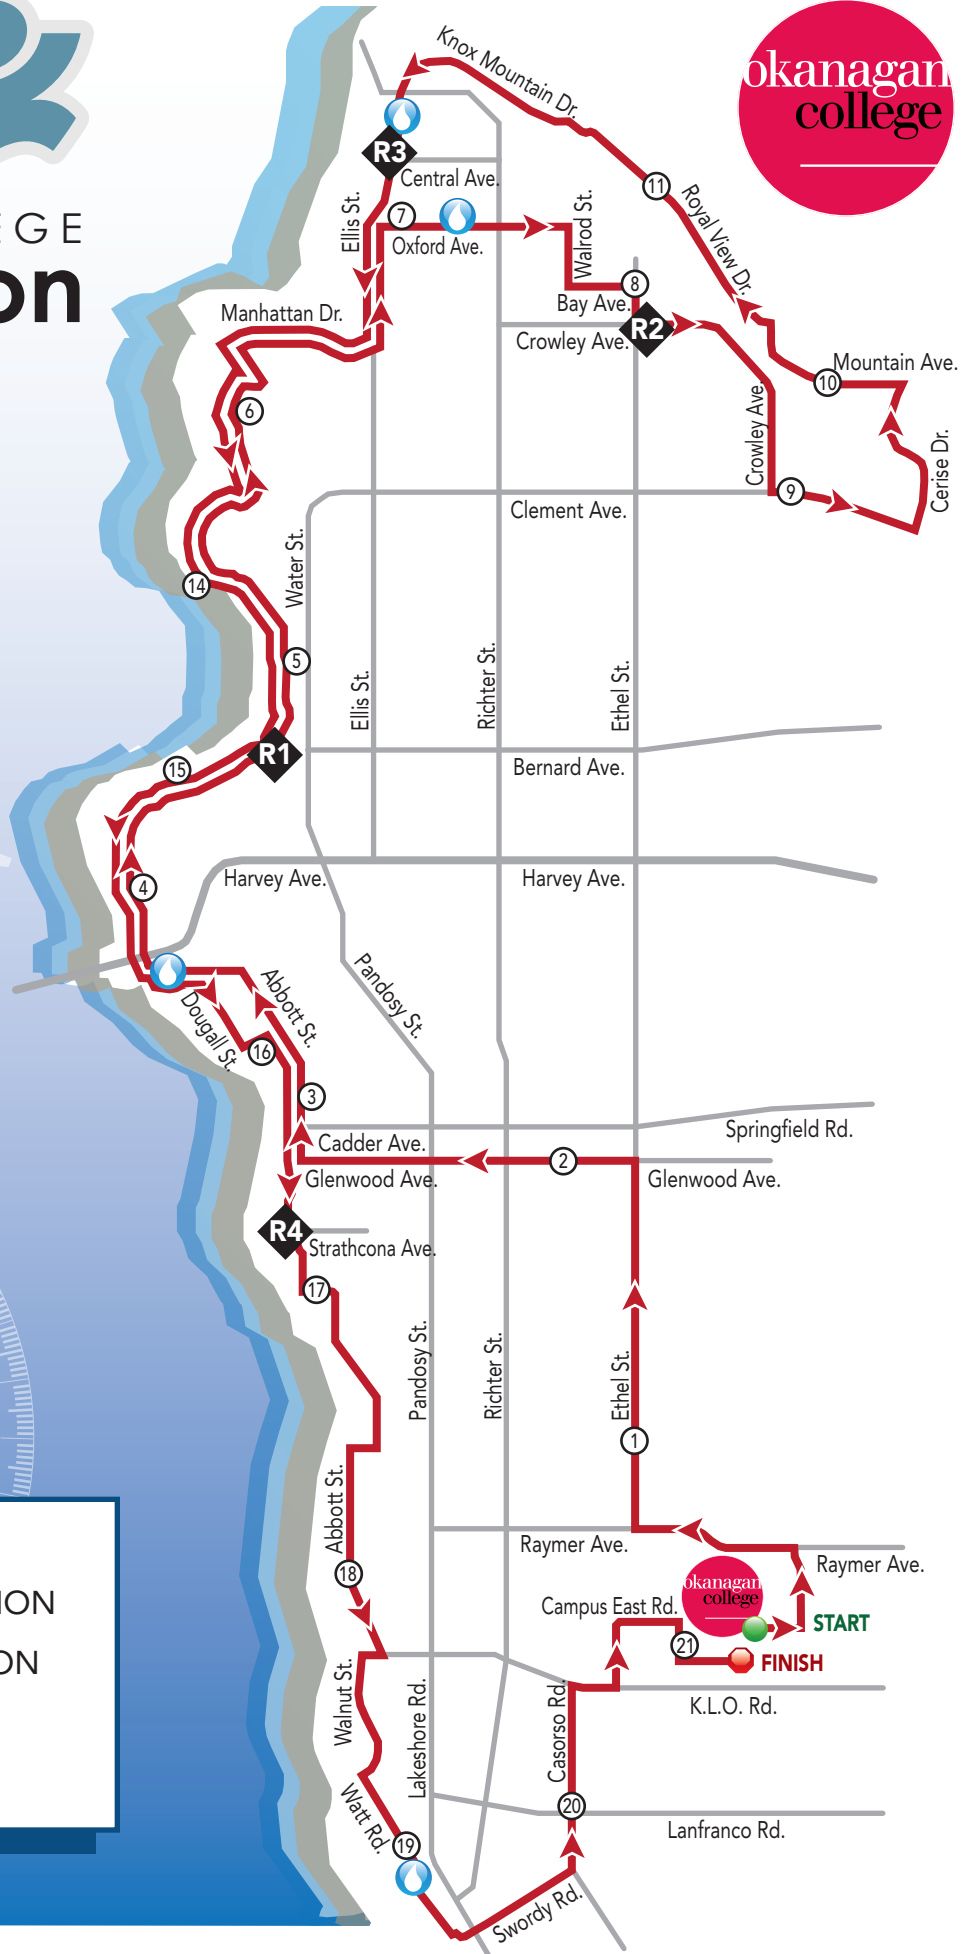 okanagan
college
EGE
on
Knox Mountain Dr.
R3
Central Ave.
11
Royal View Dr.
Ellis St.
7
Oxford Ave.
Walrod St.
8
Bay Ave.
R2
Crowley Ave.
Manhattan Dr.
Mountain Ave.
10
6
Crowley Ave.
Cerise Dr.
9
Clement Ave.
Water St.
14
5
Ellis St.
Richter St.
Ethel St.
R1
15
Bernard Ave.
4
Harvey Ave.
Harvey Ave.
Pandosy St.
Abbott St.
Dougall St.
16
3
Springfield Rd.
Cadder Ave.
2
Glenwood Ave.
Glenwood Ave.
R4
Strathcona Ave.
17
Pandosy St.
Richter St.
Ethel St.
1
Abbott St.
Raymer Ave.
Raymer Ave.
18
okanagan
college
START
ION
Campus East Rd.
21
FINISH
ON
Walnut St.
Lakeshore Rd.
Casorso Rd.
K.L.O. Rd.
20
Lanfranco Rd.
Watt Rd.
19
Swordy Rd.